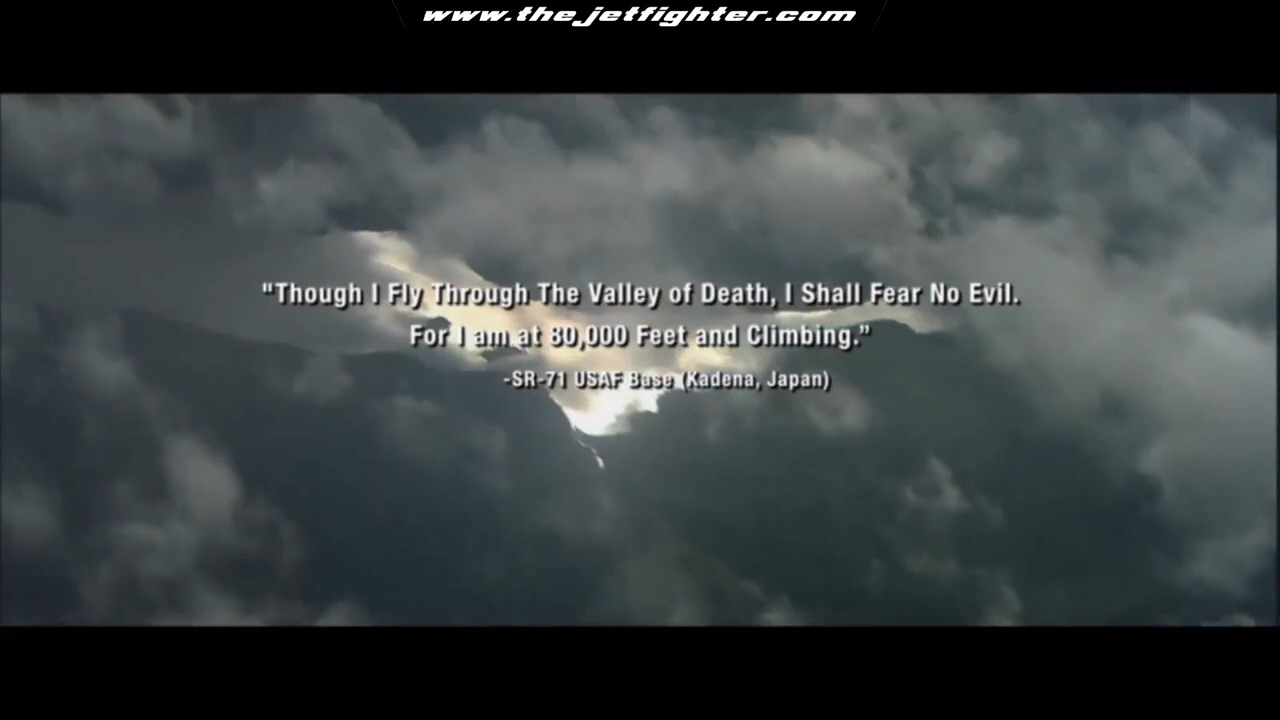 www.thejetfighter.com
"Though I Fly Through The Valley of Death, I Shall Fear No Evil.
For I am at 80,000 Feet and Climbing.”
-SR-71 USAF Base (Kadena, Japan)